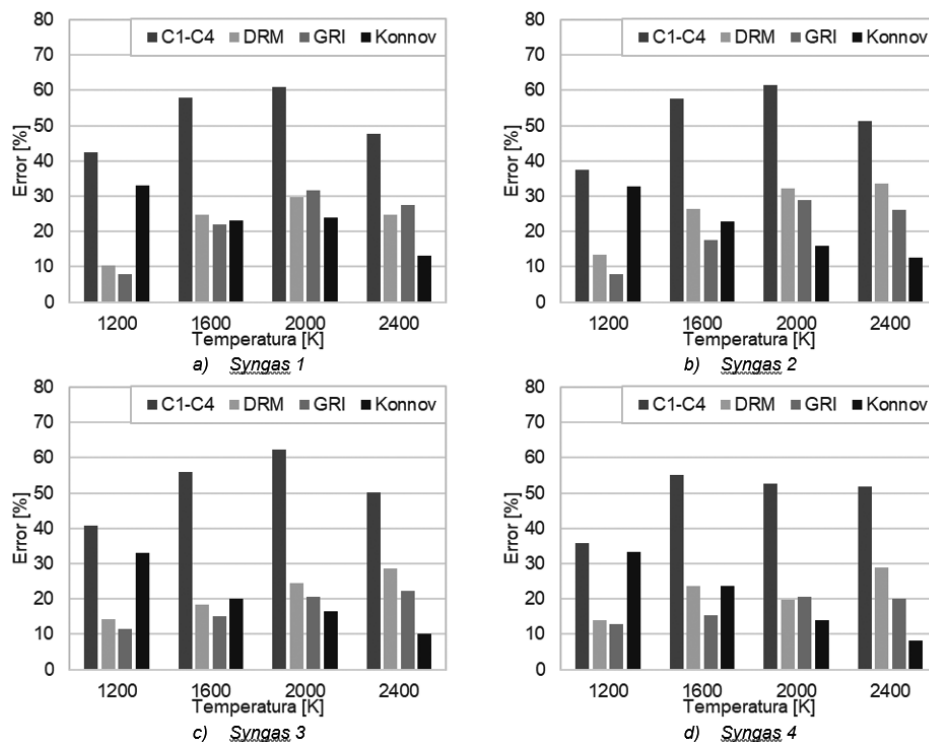 80
70
60
50
40
30
20
10
0
Error [%]
C1-C4 DRM GRI Konnov
1200 1600 2000 2400
Temperatura [K]
a) Syngas 1
80
70
60
50
40
30
20
10
0
Error [%]
C1-C4 DRM GRI Konnov
1200 1600 2000 2400
Temperatura [K]
b) Syngas 2
80
70
60
50
40
30
20
10
0
Error [%]
C1-C4 DRM GRI Konnov
1200 1600 2000 2400
Temperatura [K]
c) Syngas 3
80
70
60
50
40
30
20
10
0
Error [%]
C1-C4 DRM GRI Konnov
1200 1600 2000 2400
Temperatura [K]
d) Syngas 4